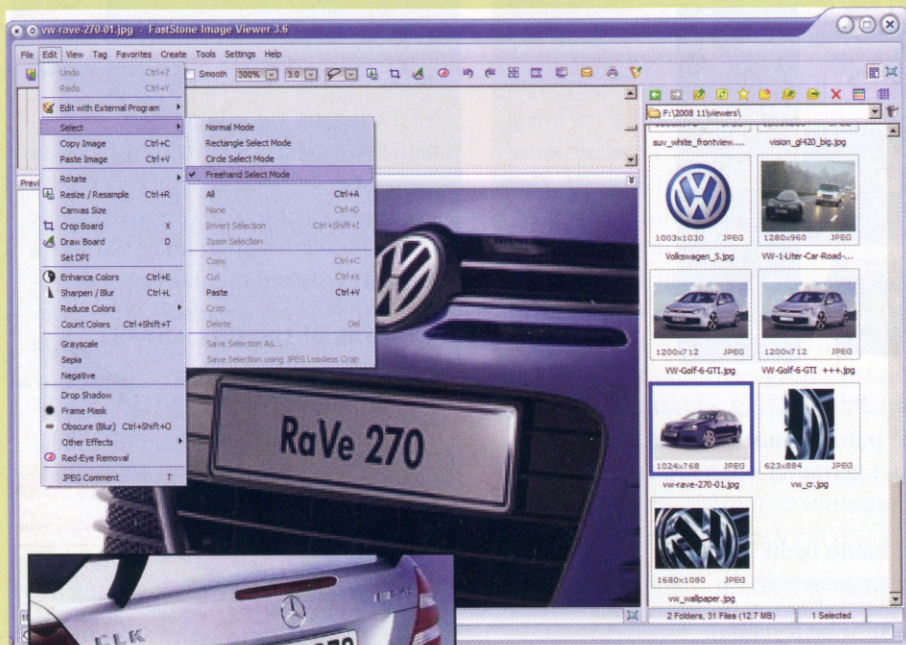 vw-rave-270-01.jpg - FastStone Image Viewer 3.6
File Edit View Tag Favorites Create Tools Settings Help
Smooth 300% 3.0
Undo Ctrl+Z
Redo Ctrl+Y
Edit with External Program
Select
Copy Image Ctrl+C
Paste Image Ctrl+V
Rotate
Resize / Resample Ctrl+R
Canvas Size
Crop Board X
Draw Board D
Set DPI
Enhance Colors Ctrl+E
Sharpen / Blur Ctrl+L
Reduce Colors
Count Colors Ctrl+Shift+T
Grayscale
Sepia
Negative
Drop Shadow
Frame Mask
Obscure (Blur) Ctrl+Shift+O
Other Effects
Red-Eye Removal
JPEG Comment T
Normal Mode
Rectangle Select Mode
Circle Select Mode
Freehand Select Mode
All Ctrl+A
None Ctrl+D
Invert Selection Ctrl+Shift+I
Zoom Selection
Copy Ctrl+C
Cut Ctrl+X
Paste Ctrl+V
Crop
Delete Del
Save Selection As...
Save Selection using JPEG Lossless Crop
RaVe 270
CLK
F:\2008 11\viewers\
suv_white_frontview.... vision_gl420_big.jpg
1003x1030 JPEG 1280x960 JPEG
Volkswagen_5.jpg VW-1-Liter-Car-Road-...
1200x712 JPEG 1200x712 JPEG
VW-Golf-6-GTI.jpg VW-Golf-6-GTI +++.jpg
1024x768 JPEG 623x884 JPEG
vw-rave-270-01.jpg vw_cr.jpg
1680x1080 JPEG
vw_wallpaper.jpg
2 Folders, 31 Files (12.7 MB) 1 Selected